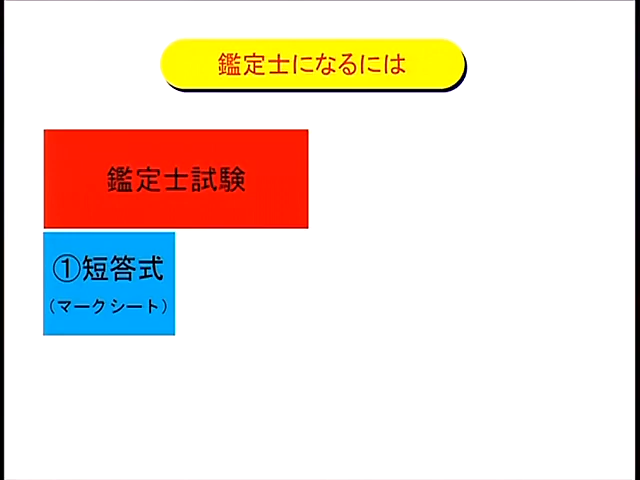 鑑定士になるには
鑑定士試験
①短答式
（マークシート）